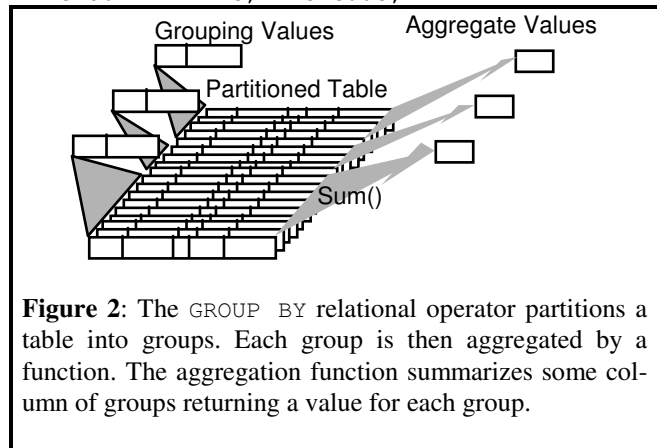 Grouping Values
Aggregate Values
Partitioned Table
Sum()
Figure 2: The GROUP BY relational operator partitions a
table into groups. Each group is then aggregated by a
function. The aggregation function summarizes some col-
umn of groups returning a value for each group.